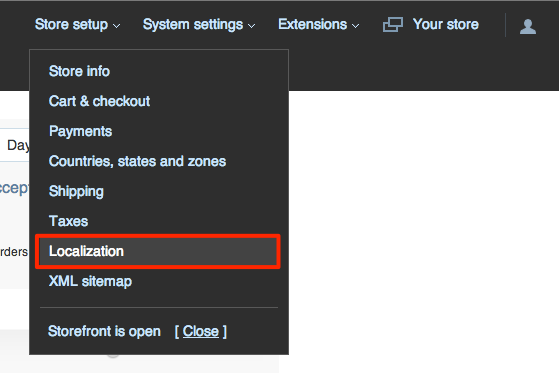 Store setup System settings Extensions Your store
Store info
Cart & checkout
Payments
Day
Countries, states and zones
Shipping
Taxes
Localization
rders
XML sitemap
Storefront is open [ Close ]